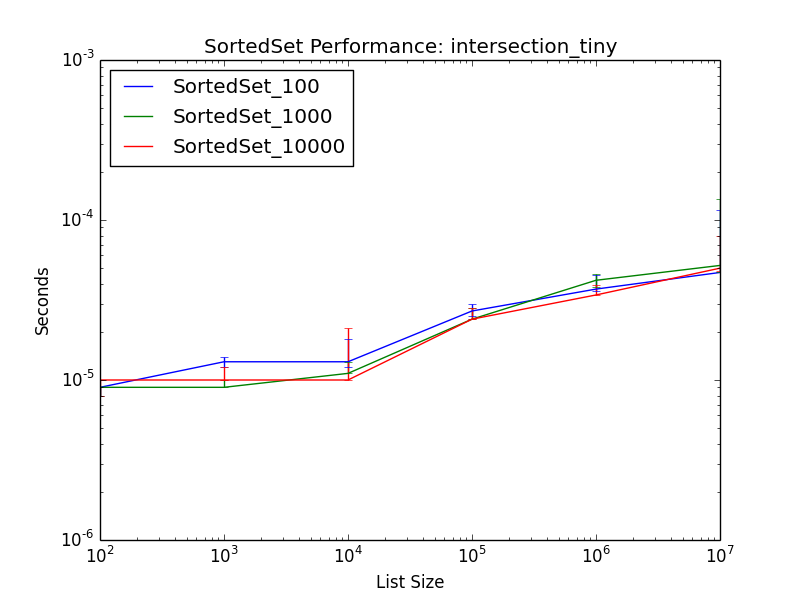 SortedSet Performance: intersection_tiny
SortedSet_100
SortedSet_1000
SortedSet_10000
Seconds
10^-3
10^-4
10^-5
10^-6
10^2 10^3 10^4 10^5 10^6 10^7
List Size